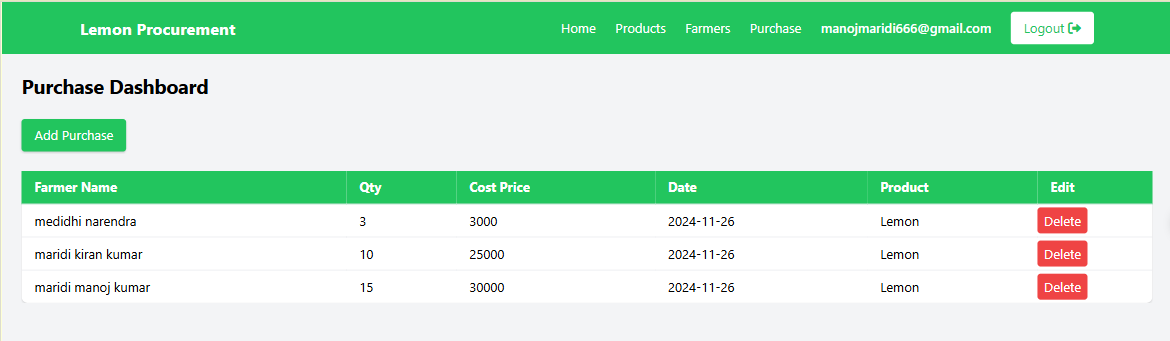 Lemon Procurement Home Products Farmers Purchase manojmaridi666@gmail.com Logout
Purchase Dashboard
Add Purchase
Farmer Name Qty Cost Price Date Product Edit
medidhi narendra 3 3000 2024-11-26 Lemon Delete
maridi kiran kumar 10 25000 2024-11-26 Lemon Delete
maridi manoj kumar 15 30000 2024-11-26 Lemon Delete